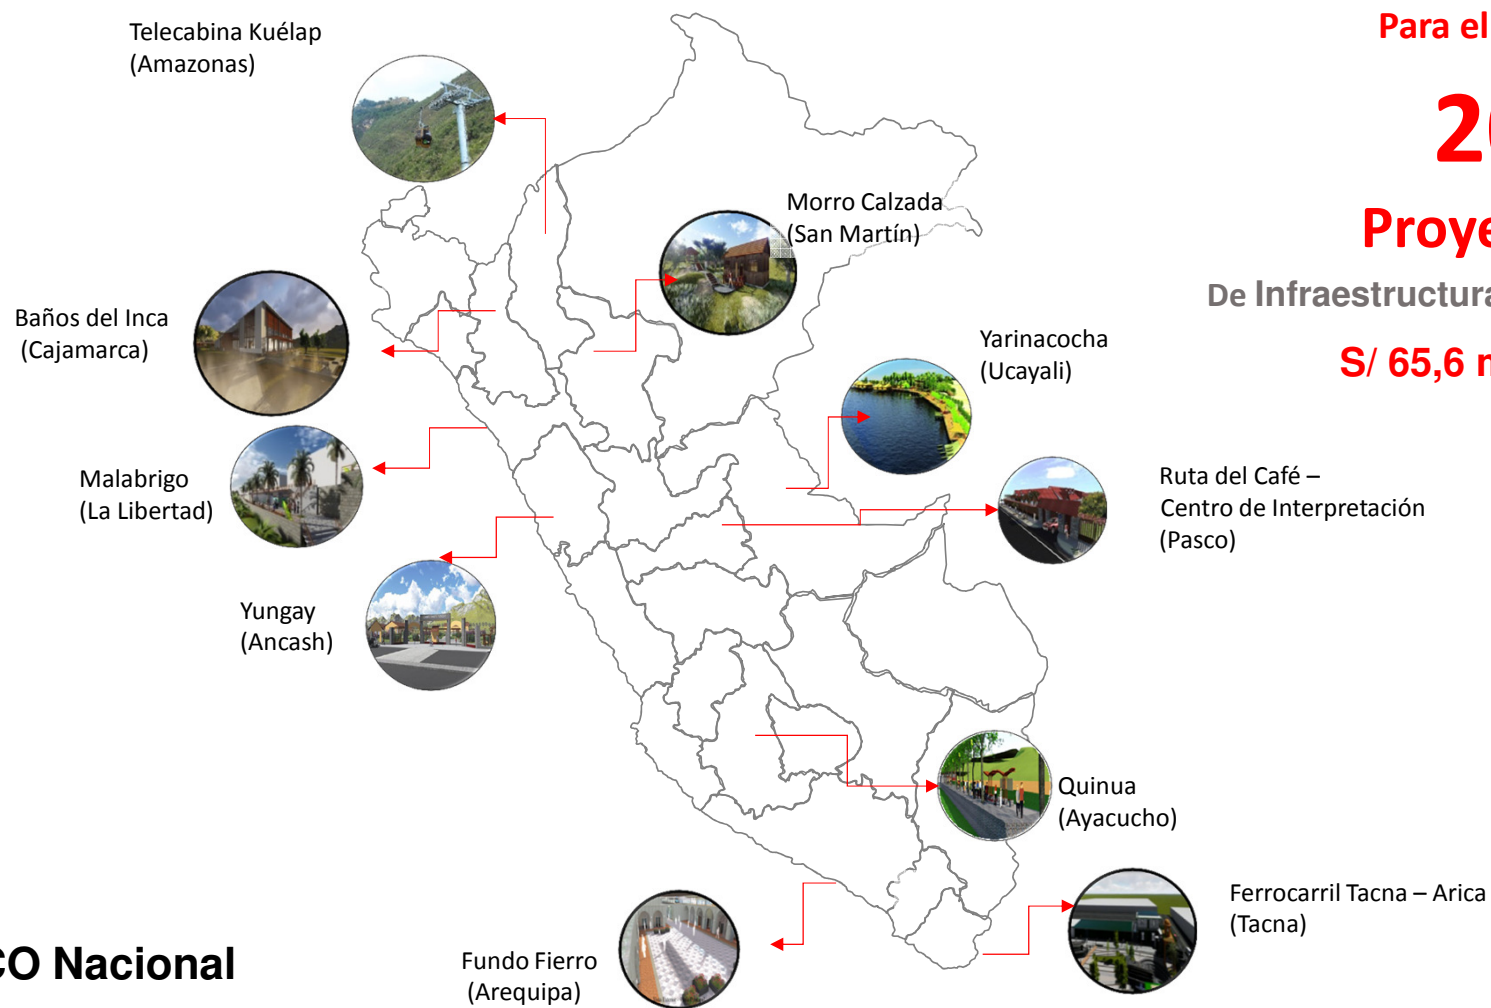 Telecabina Kuélap
(Amazonas)
Para el
Proye
De Infraestructura
S/ 65,6
Morro Calzada
(San Martín)
Baños del Inca
(Cajamarca)
Yarinacocha
(Ucayali)
Malabrigo
(La Libertad)
Ruta del Café –
Centro de Interpretación
(Pasco)
Yungay
(Ancash)
Quinua
(Ayacucho)
Ferrocarril Tacna – Arica
(Tacna)
CO Nacional
Fundo Fierro
(Arequipa)